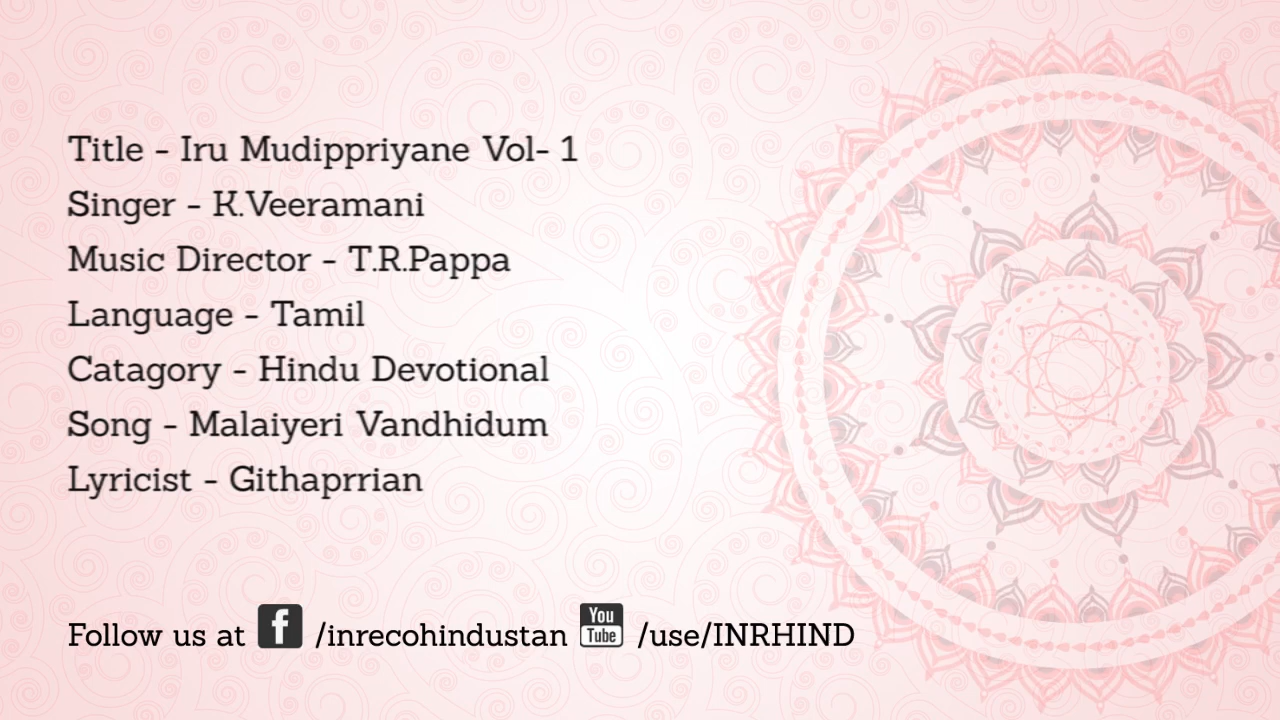 Title - Iru Mudippriyane Vol- 1
Singer - K.Veeramani
Music Director - T.R.Pappa
Language - Tamil
Catagory - Hindu Devotional
Song - Malaiyeri Vandhidum
Lyricist - Githaprrian
Follow us at f /inrecohindustan You Tube /use/INRHIND